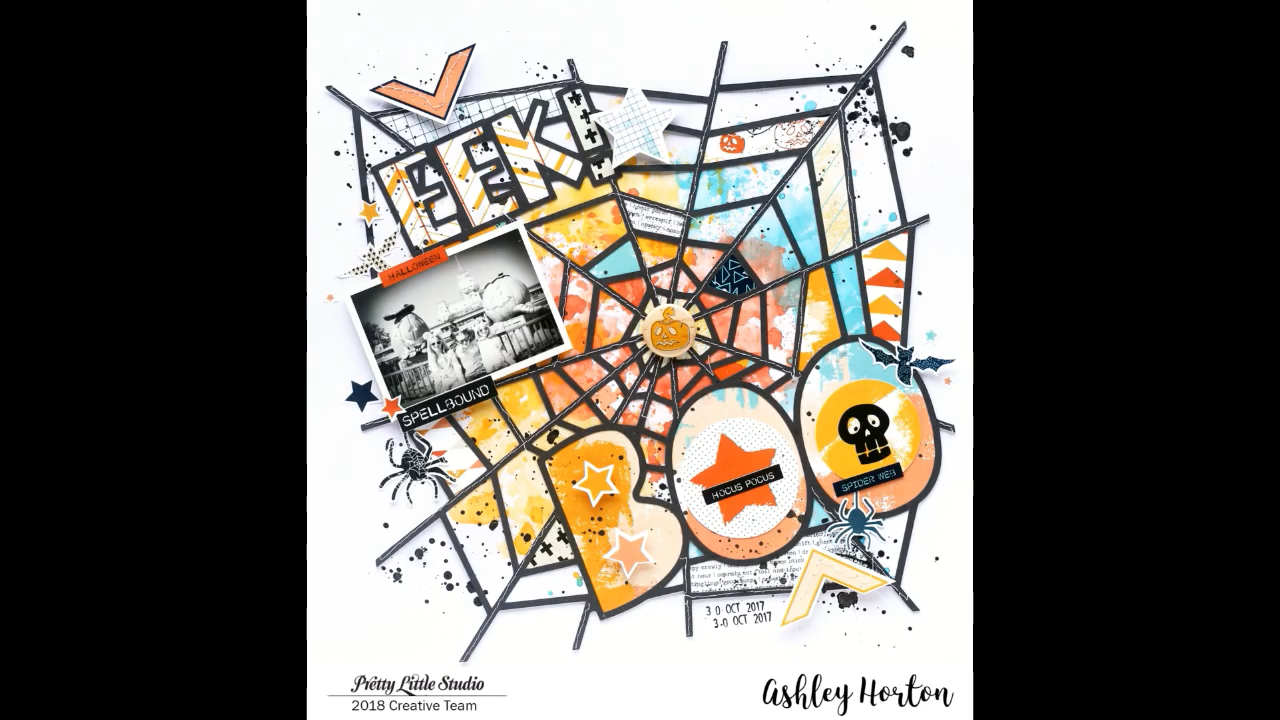 EEK!
HALLOWEEN
SPELLBOUND
BOO
HOCUS POCUS
SPIDER WEB
30 OCT 2017
30 OCT 2017
Pretty Little Studio
2018 Creative Team
Ashley Horton